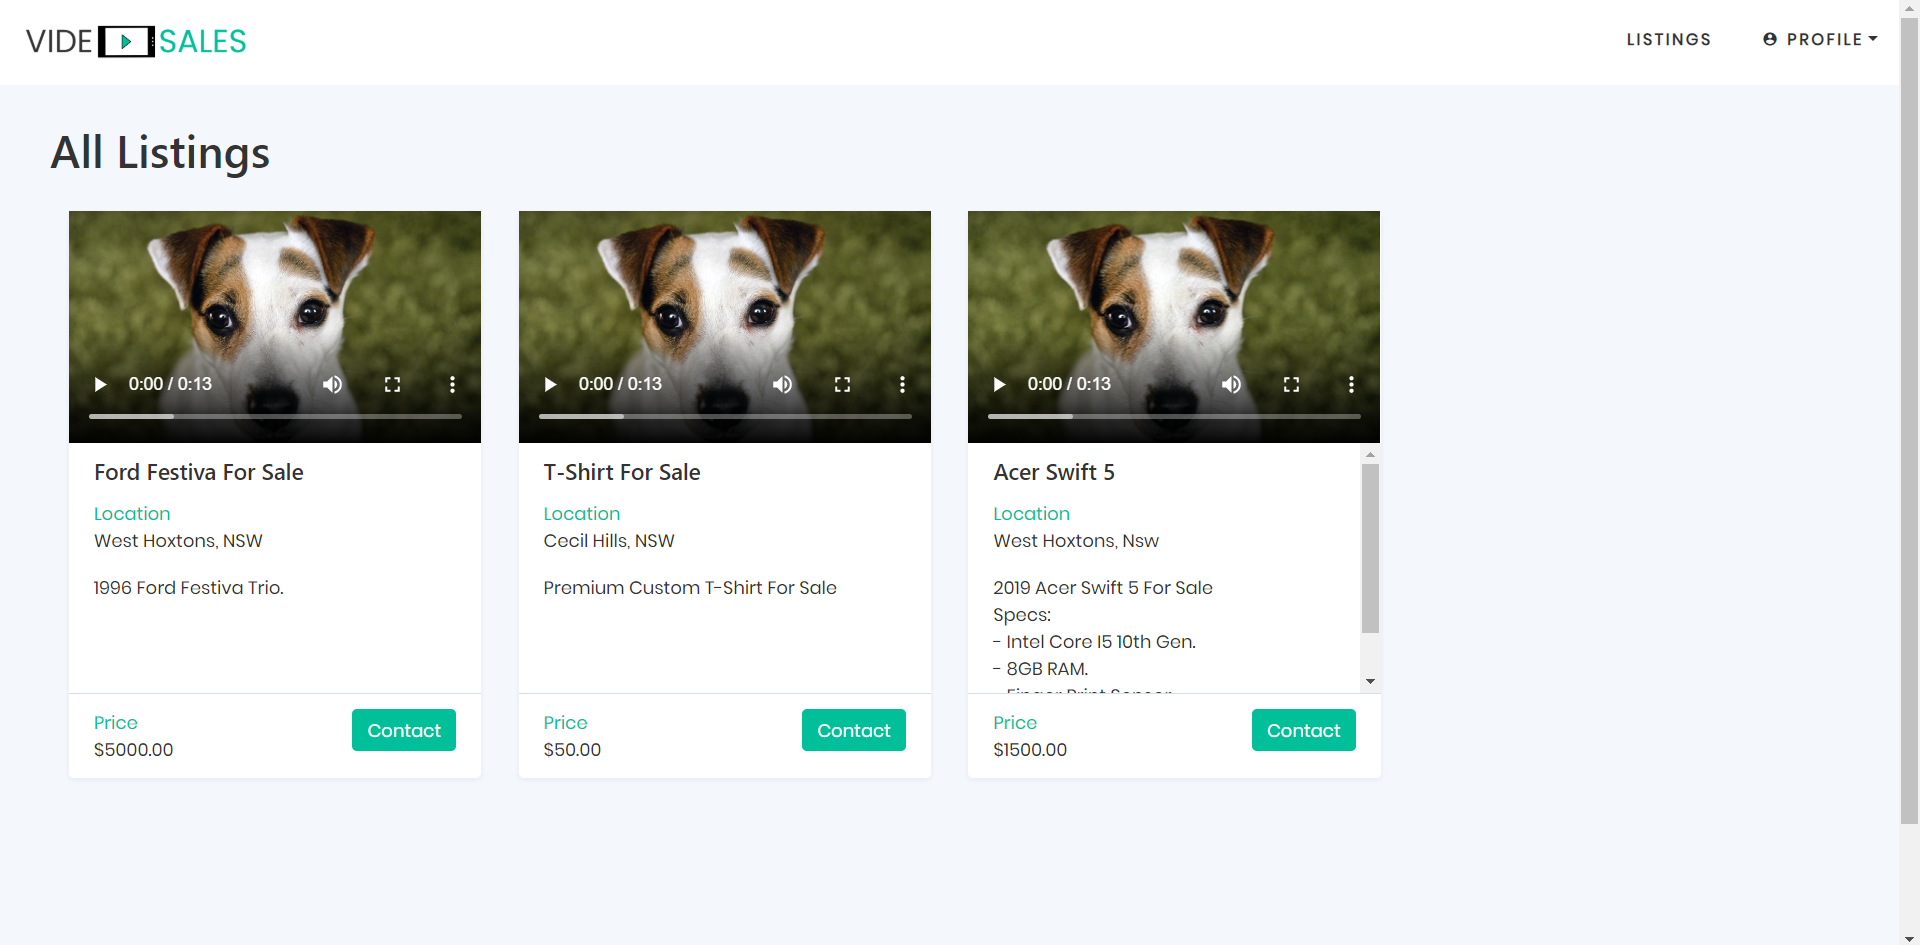 VIDE SALES
LISTINGS
PROFILE
All Listings
0:00 / 0:13
0:00 / 0:13
0:00 / 0:13
Ford Festiva For Sale
Location
West Hoxtons, NSW
1996 Ford Festiva Trio.
Price
$5000.00
Contact
T-Shirt For Sale
Location
Cecil Hills, NSW
Premium Custom T-Shirt For Sale
Price
$50.00
Contact
Acer Swift 5
Location
West Hoxtons, Nsw
2019 Acer Swift 5 For Sale
Specs:
- Intel Core I5 10th Gen.
- 8GB RAM.
- Finger Print Sensor
Price
$1500.00
Contact